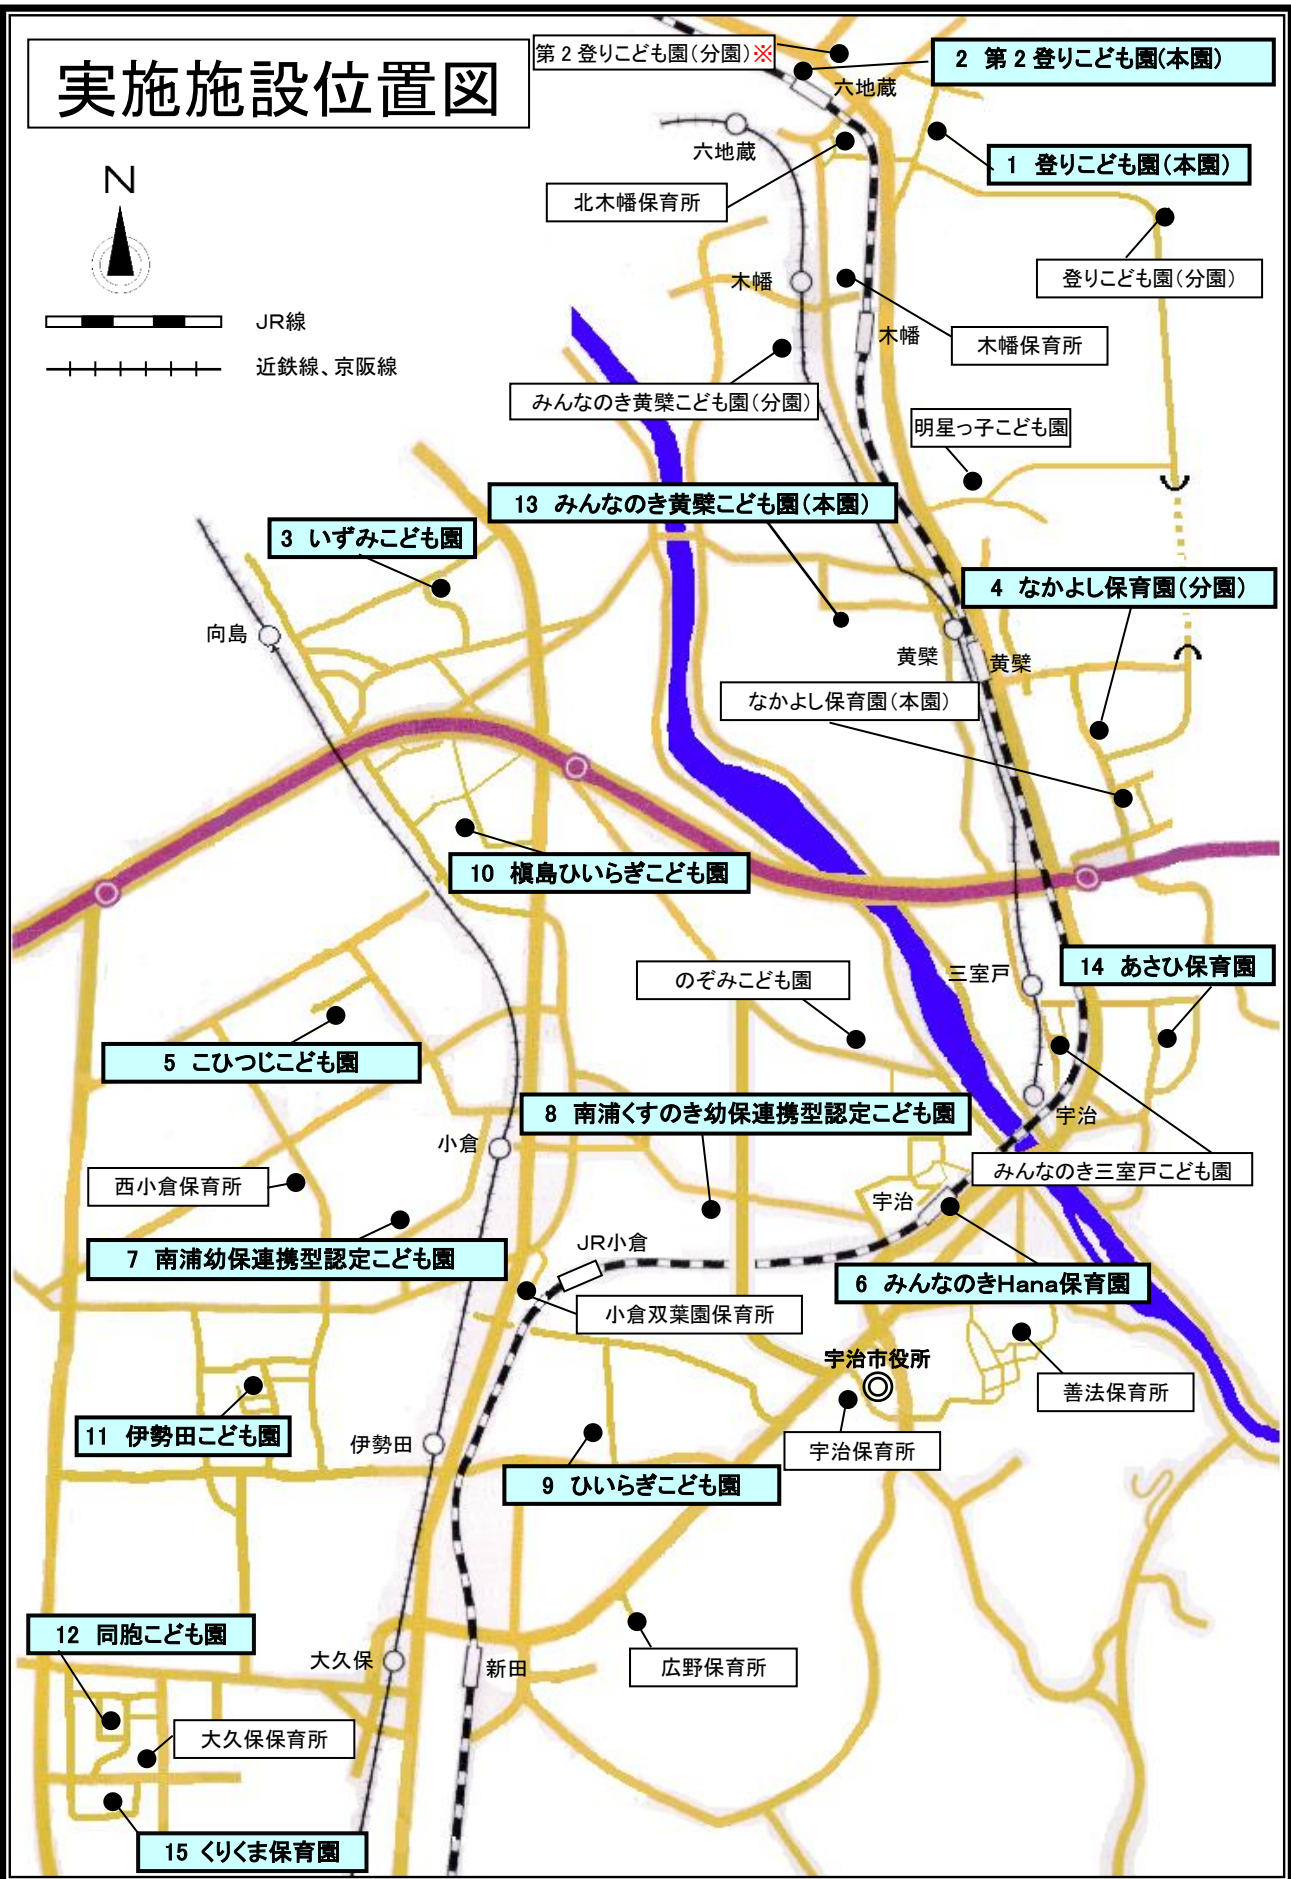 実施施設位置図
第2登りこども園(分園)※
2 第2登りこども園(本園)
六地蔵
六地蔵
1 登りこども園(本園)
N
北木幡保育所
登りこども園(分園)
木幡
JR線
木幡
木幡保育所
近鉄線、京阪線
みんなのき黄檗こども園(分園)
明星っ子こども園
13 みんなのき黄檗こども園(本園)
3 いずみこども園
4 なかよし保育園(分園)
向島
黄檗
黄檗
なかよし保育園(本園)
10 槇島ひいらぎこども園
のぞみこども園
三室戸
14 あさひ保育園
5 こひつじこども園
8 南浦くすのき幼保連携型認定こども園
宇治
小倉
みんなのき三室戸こども園
西小倉保育所
宇治
7 南浦幼保連携型認定こども園
JR小倉
6 みんなのきHana保育園
小倉双葉園保育所
宇治市役所
善法保育所
11 伊勢田こども園
伊勢田
宇治保育所
9 ひいらぎこども園
12 同胞こども園
大久保
新田
広野保育所
大久保保育所
15 くりくま保育園